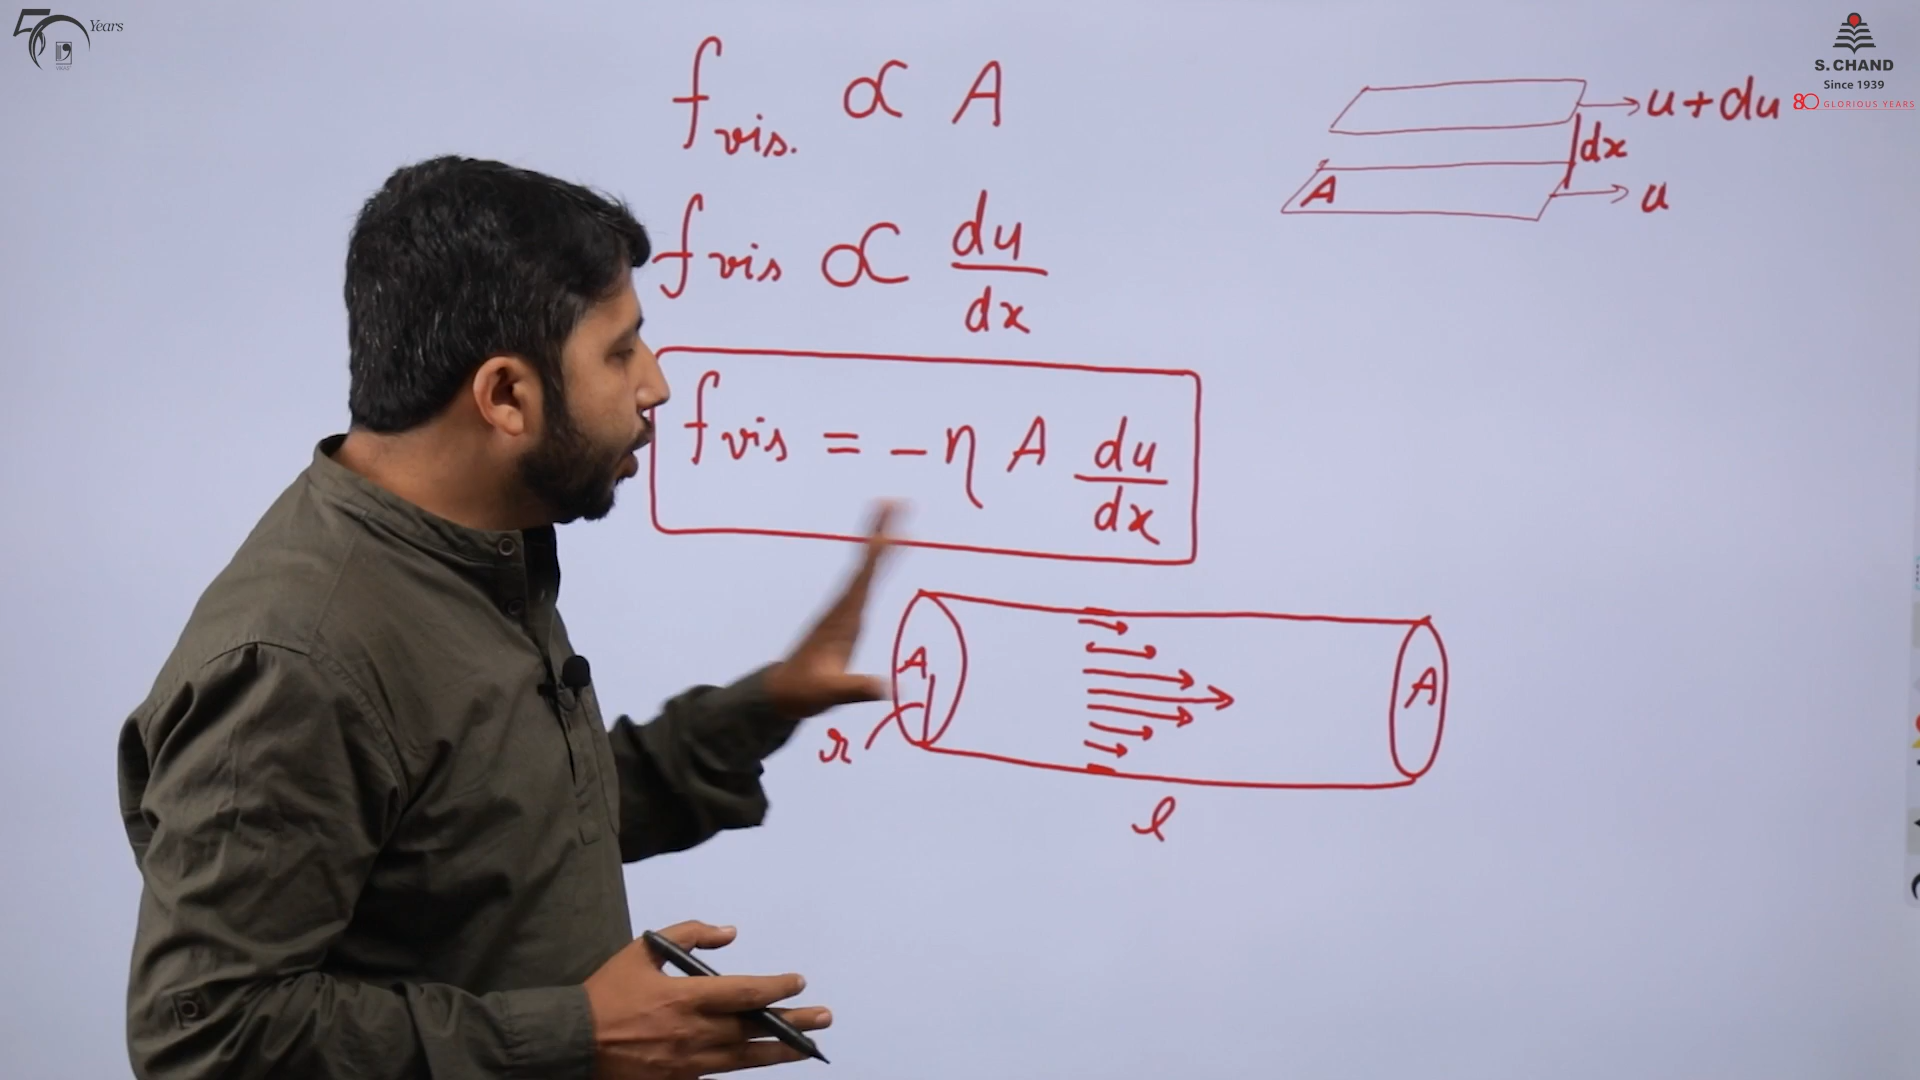 50 Years
S. CHAND
Since 1939
80 GLORIOUS YEARS
f vis. ∝ A
u + du
dx
A
u
f vis ∝ du/dx
f vis = - η A du/dx
A
A
r
l